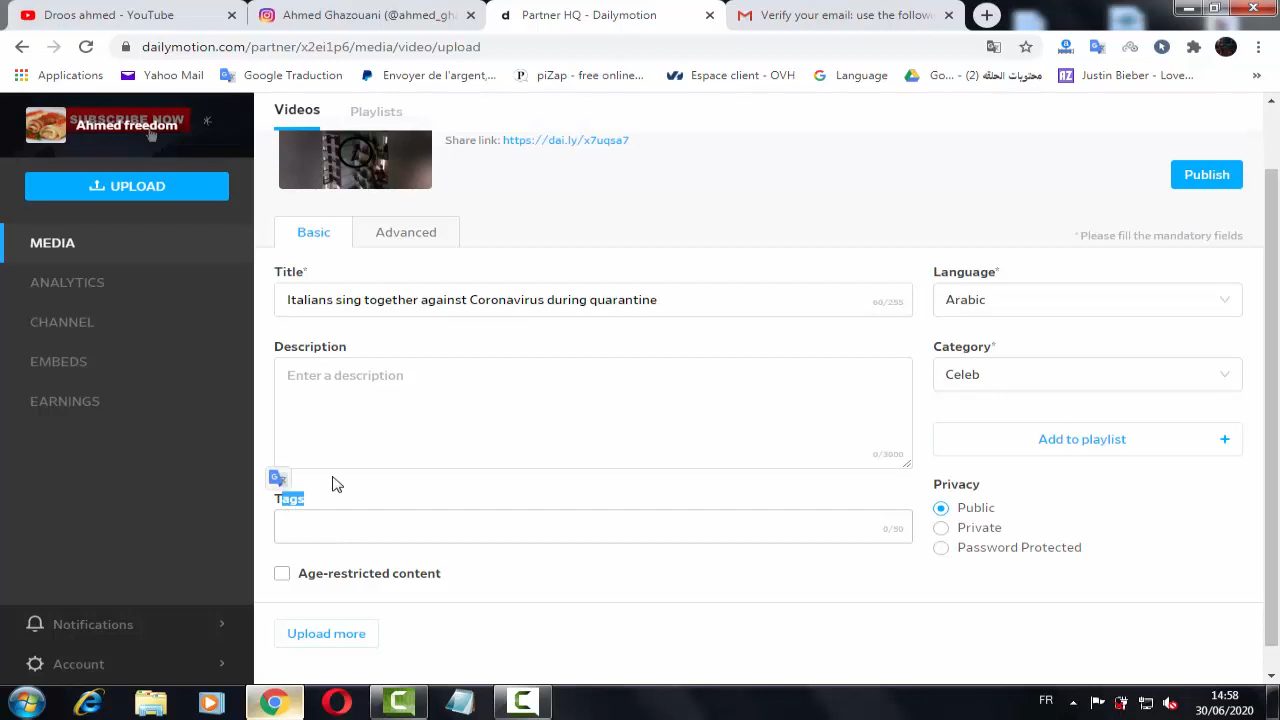 Droos ahmed - YouTube
Ahmed Ghazouani (@ahmed_gha
Partner HQ - Dailymotion
Verify your email: use the followi
dailymotion.com/partner/x2ei1p6/media/video/upload
Applications
Yahoo Mail
Google Traduction
Envoyer de l'argent,...
piZap - free online...
Espace client - OVH
Language
Go... (2) محتويات الحلقه
Justin Bieber - Love...
»
SUBSCRIBE NOW
Ahmed freedom
UPLOAD
MEDIA
ANALYTICS
CHANNEL
EMBEDS
EARNINGS
Notifications
Account
Videos
Playlists
Share link: https://dai.ly/x7uqsa7
Publish
Basic
Advanced
* Please fill the mandatory fields
Title*
Italians sing together against Coronavirus during quarantine
60/255
Description
Enter a description
0/3000
Tags
0/50
Age-restricted content
Upload more
Language*
Arabic
Category*
Celeb
Add to playlist +
Privacy
Public
Private
Password Protected
FR
14:58
30/06/2020